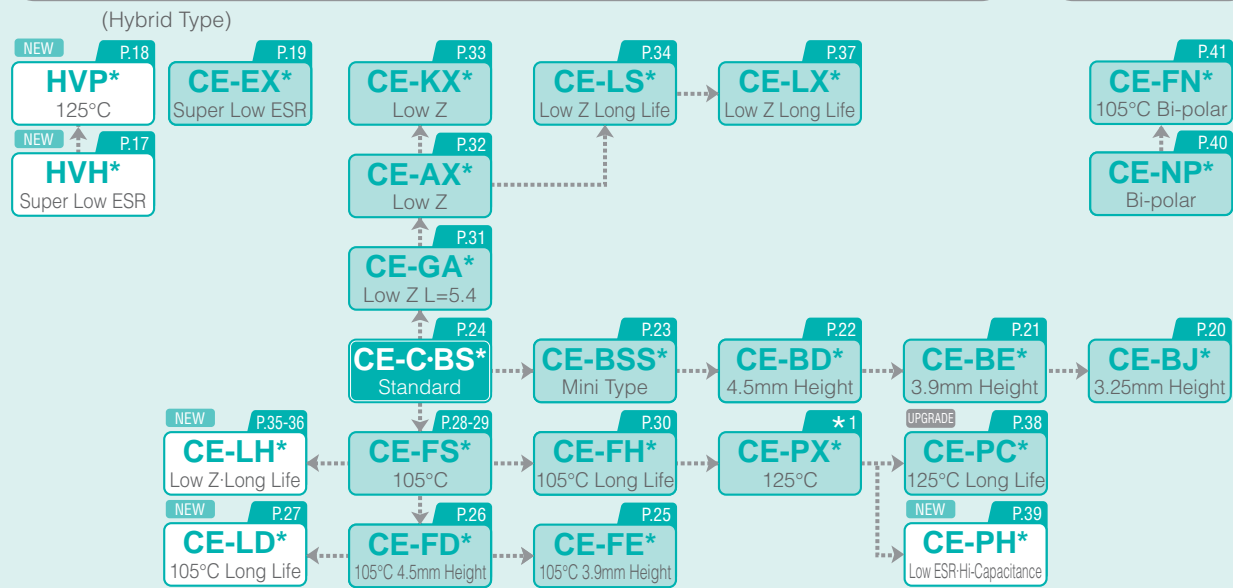 (Hybrid Type)
NEW
P.18
HVP*
125°C
P.19
CE-EX*
Super Low ESR
P.33
CE-KX*
Low Z
P.34
CE-LS*
Low Z Long Life
P.37
CE-LX*
Low Z Long Life
P.41
CE-FN*
105°C Bi-polar
NEW
P.17
HVH*
Super Low ESR
P.32
CE-AX*
Low Z
P.40
CE-NP*
Bi-polar
P.31
CE-GA*
Low Z L=5.4
P.24
CE-C·BS*
Standard
P.23
CE-BSS*
Mini Type
P.22
CE-BD*
4.5mm Height
P.21
CE-BE*
3.9mm Height
P.20
CE-BJ*
3.25mm Height
NEW
P.35-36
CE-LH*
Low Z·Long Life
P.28-29
CE-FS*
105°C
P.30
CE-FH*
105°C Long Life
*1
CE-PX*
125°C
UPGRADE
P.38
CE-PC*
125°C Long Life
NEW
P.27
CE-LD*
105°C Long Life
P.26
CE-FD*
105°C 4.5mm Height
P.25
CE-FE*
105°C 3.9mm Height
NEW
P.39
CE-PH*
Low ESR·Hi-Capacitance